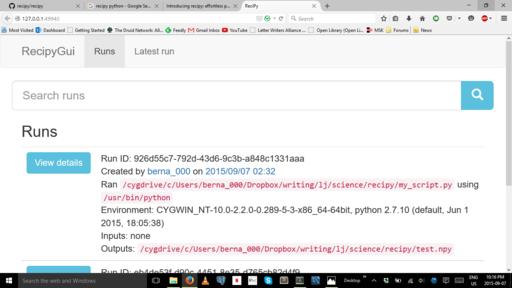 recipy/recipy
recipe python - Google Se...
Introducing recipy: effortless p...
ReciPy
127.0.0.1:49840
Search
Most Visited
Dashboard
Getting Started
The Druid Network: All...
Feedly
Gmail Inbox
YouTube
Letter Writers Alliance ...
Open Library (Open Li...
MSK
Forums
News
RecipyGui
Runs
Latest run
Search runs
Runs
View details
Run ID: 926d55c7-792d-43d6-9c3b-a848c1331aaa
Created by berna_000 on 2015/09/07 02:32
Ran /cygdrive/c/Users/berna_000/Dropbox/writing/lj/science/recipy/my_script.py using
/usr/bin/python
Environment: CYGWIN_NT-10.0-2.2.0-0.289-5-3-x86_64-64bit, python 2.7.10 (default, Jun 1
2015, 18:05:38)
Inputs: none
Outputs: /cygdrive/c/Users/berna_000/Dropbox/writing/lj/science/recipy/test.npy
Search the web and Windows
Desktop
ENG
US
10:16 PM
2015-09-07